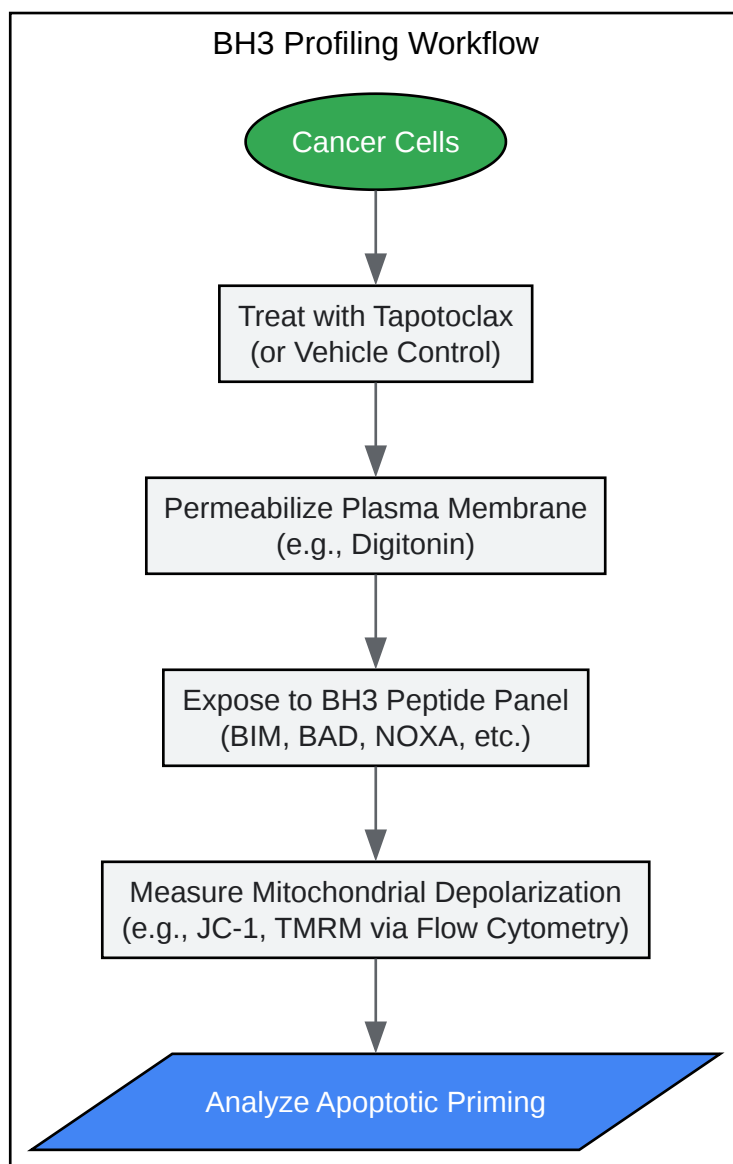 BH3 Profiling Workflow
Cancer Cells
Treat with Tapotoclax
(or Vehicle Control)
Permeabilize Plasma Membrane
(e.g., Digitonin)
Expose to BH3 Peptide Panel
(BIM, BAD, NOXA, etc.)
Measure Mitochondrial Depolarization
(e.g., JC-1, TMRM via Flow Cytometry)
Analyze Apoptotic Priming